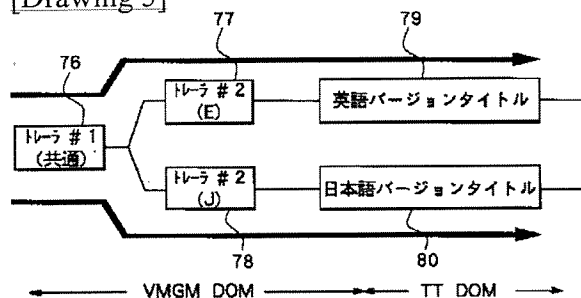 [Drawing 5]
77
79
76
トレーラ # 2
(E)
英語バージョンタイトル
トレーラ # 1
(共通)
トレーラ # 2
(J)
日本語バージョンタイトル
78
80
VMGM DOM
TT DOM